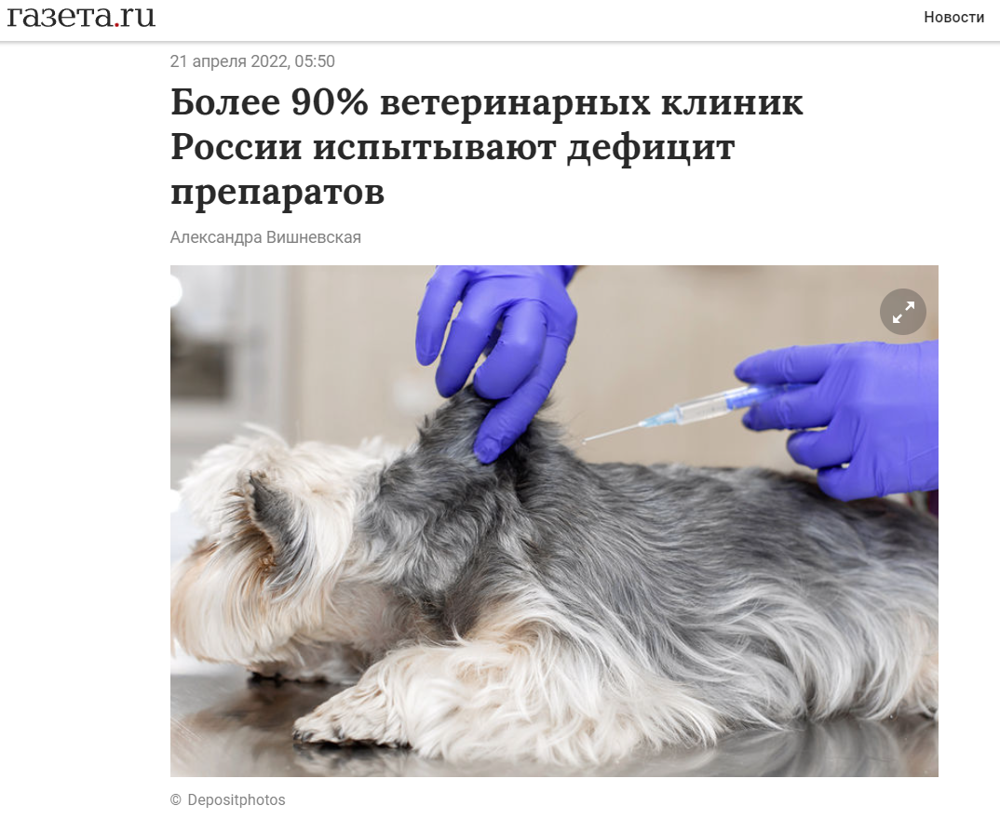 газета.ru
Новости
21 апреля 2022, 05:50
Более 90% ветеринарных клиник
России испытывают дефицит
препаратов
Александра Вишневская
© Depositphotos